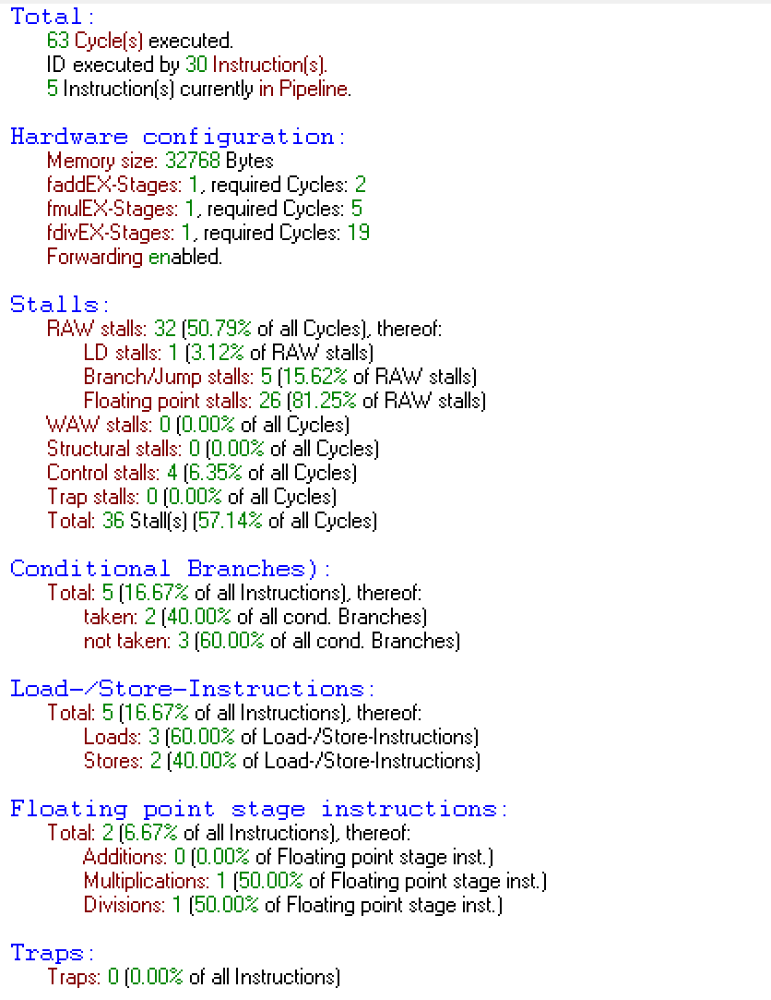 Total:
63 Cycle(s) executed.
ID executed by 30 Instruction(s).
5 Instruction(s) currently in Pipeline.
Hardware configuration:
Memory size: 32768 Bytes
faddEX-Stages: 1, required Cycles: 2
fmulEX-Stages: 1, required Cycles: 5
fdivEX-Stages: 1, required Cycles: 19
Forwarding enabled.
Stalls:
RAW stalls: 32 (50.79% of all Cycles), thereof:
LD stalls: 1 (3.12% of RAW stalls)
Branch/Jump stalls: 5 (15.62% of RAW stalls)
Floating point stalls: 26 (81.25% of RAW stalls)
WAW stalls: 0 (0.00% of all Cycles)
Structural stalls: 0 (0.00% of all Cycles)
Control stalls: 4 (6.35% of all Cycles)
Trap stalls: 0 (0.00% of all Cycles)
Total: 36 Stall(s) (57.14% of all Cycles)
Conditional Branches):
Total: 5 (16.67% of all Instructions), thereof:
taken: 2 (40.00% of all cond. Branches)
not taken: 3 (60.00% of all cond. Branches)
Load-/Store-Instructions:
Total: 5 (16.67% of all Instructions), thereof:
Loads: 3 (60.00% of Load-/Store-Instructions)
Stores: 2 (40.00% of Load-/Store-Instructions)
Floating point stage instructions:
Total: 2 (6.67% of all Instructions), thereof:
Additions: 0 (0.00% of Floating point stage inst.)
Multiplications: 1 (50.00% of Floating point stage inst.)
Divisions: 1 (50.00% of Floating point stage inst.)
Traps:
Traps: 0 (0.00% of all Instructions)